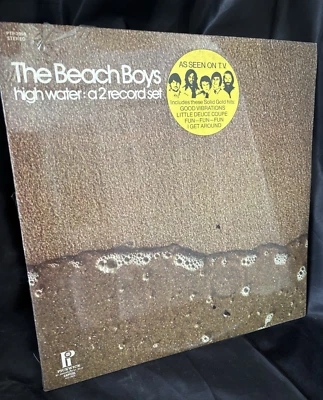 STEREO
The Beach Boys
high water: a 2 record set
AS SEEN ON T.V.
Includes these Solid Gold hits:
GOOD VIBRATIONS
LITTLE DEUCE COUPE
FUN-FUN-FUN
I GET AROUND